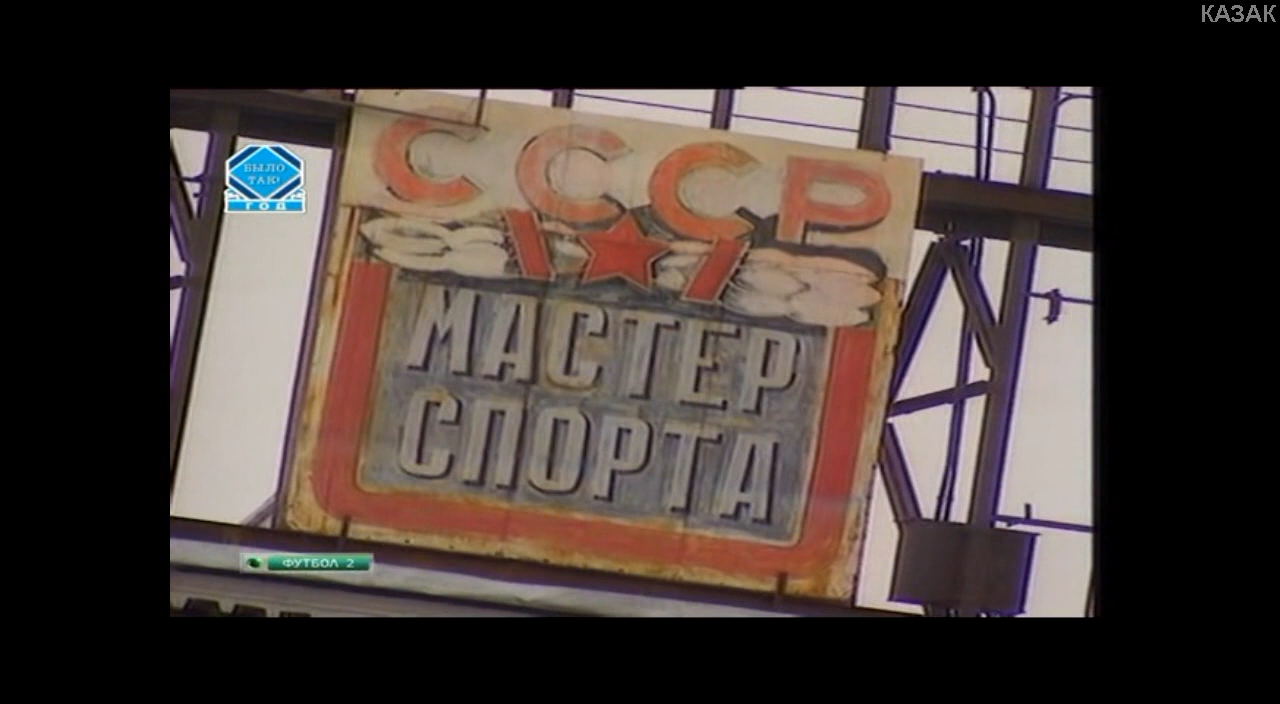 КАЗАК
СССР
БЫЛО
ТАК!
ГОД
МАСТЕР
СПОРТА
ФУТБОЛ 2